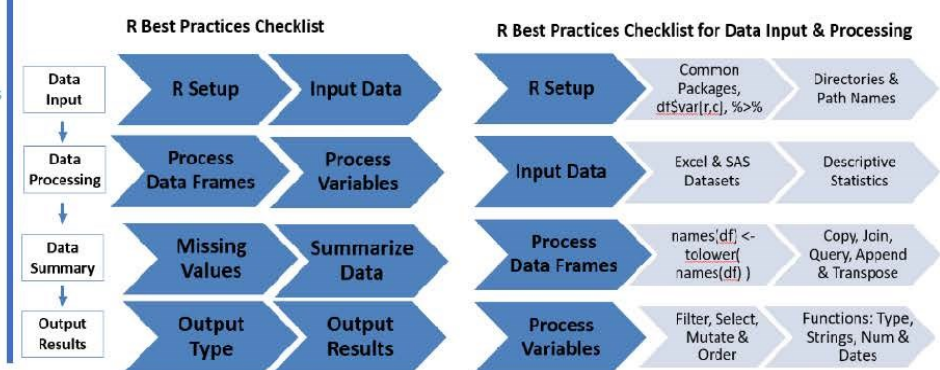 R Best Practices Checklist
Data
Input
R Setup
Input Data
Data
Processing
Process
Data Frames
Process
Variables
Data
Summary
Missing
Values
Summarize
Data
Output
Results
Output
Type
Output
Results
R Best Practices Checklist for Data Input & Processing
R Setup
Common
Packages,
df$var[r,c], %>%
Directories &
Path Names
Input Data
Excel & SAS
Datasets
Descriptive
Statistics
Process
Data Frames
names(df) <-
tolower(
names(df) )
Copy, Join,
Query, Append
& Transpose
Process
Variables
Filter, Select,
Mutate &
Order
Functions: Type,
Strings, Num &
Dates